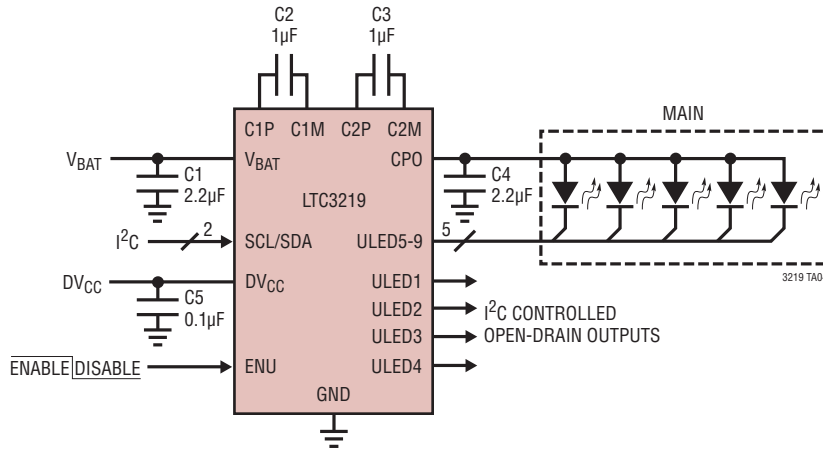 C2
1µF
C3
1µF
MAIN
C1P C1M C2P C2M
VBAT
VBAT
CPO
C1
2.2µF
C4
2.2µF
LTC3219
I2C
2
SCL/SDA
ULED5-9
5
3219 TA0
DVCC
DVCC
C5
0.1µF
ULED1
ULED2
ULED3
ULED4
I2C CONTROLLED
OPEN-DRAIN OUTPUTS
ENABLE DISABLE
ENU
GND